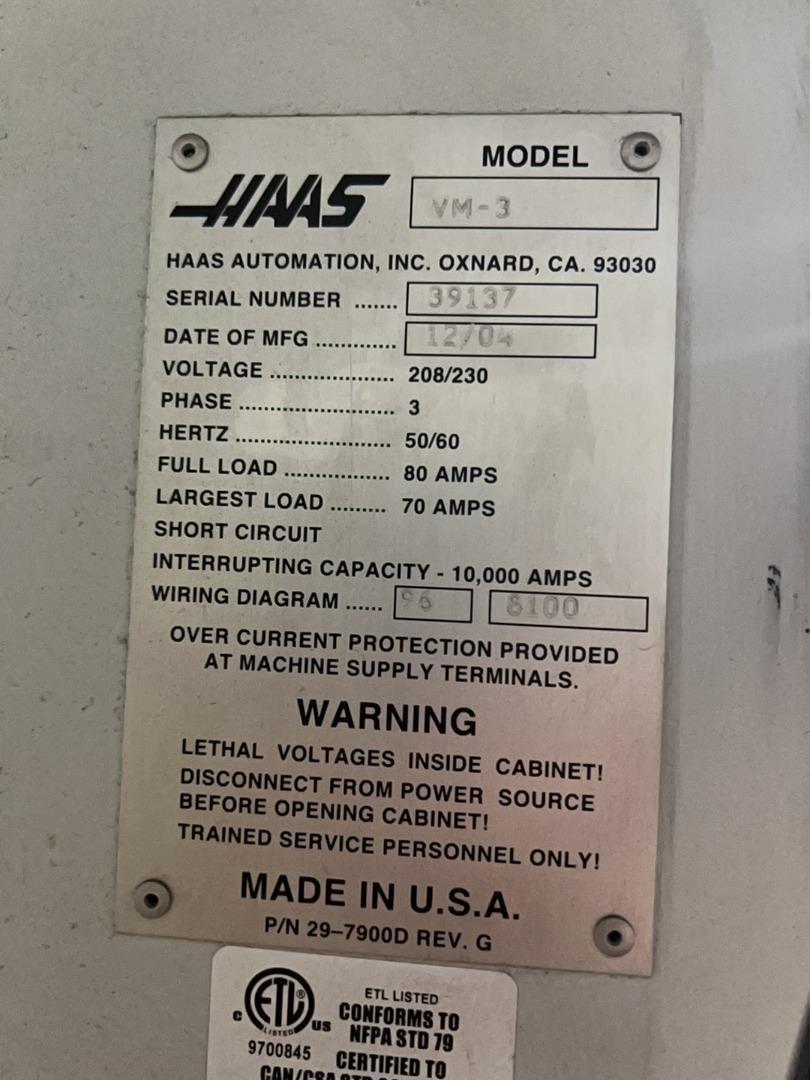 MODEL
HAAS
VM-3
HAAS AUTOMATION, INC. OXNARD, CA. 93030
SERIAL NUMBER ....... 39137
DATE OF MFG ............. 12/04
VOLTAGE .................... 208/230
PHASE ......................... 3
HERTZ ......................... 50/60
FULL LOAD ................. 80 AMPS
LARGEST LOAD ......... 70 AMPS
SHORT CIRCUIT
INTERRUPTING CAPACITY - 10,000 AMPS
WIRING DIAGRAM ...... 96 8100
OVER CURRENT PROTECTION PROVIDED
AT MACHINE SUPPLY TERMINALS.
WARNING
LETHAL VOLTAGES INSIDE CABINET!
DISCONNECT FROM POWER SOURCE
BEFORE OPENING CABINET!
TRAINED SERVICE PERSONNEL ONLY!
MADE IN U.S.A.
P/N 29-7900D REV. G
ETL LISTED
CONFORMS TO
NFPA STD 79
c ETL ® us
LISTED
9700845
CERTIFIED TO